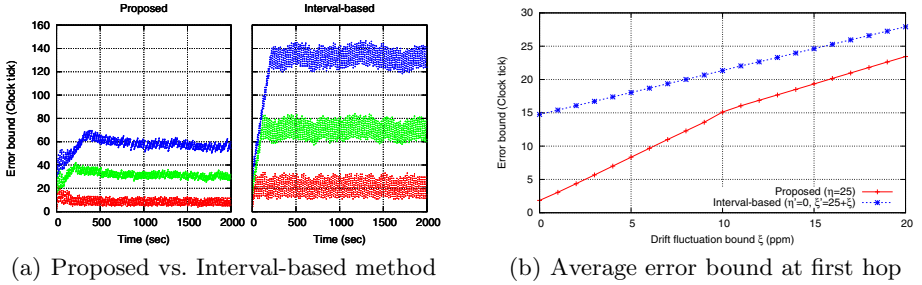 Proposed
Interval-based
Error bound (Clock tick)
160
140
120
100
80
60
40
20
0
0 500 1000 1500 2000
0 500 1000 1500 2000
Time (sec)
Time (sec)
(a) Proposed vs. Interval-based method
Error bound (Clock tick)
30
25
20
15
10
5
0
0 5 10 15 20
Drift fluctuation bound ξ (ppm)
Proposed (η=25)
Interval-based (η'=0, ξ'=25+ξ)
(b) Average error bound at first hop